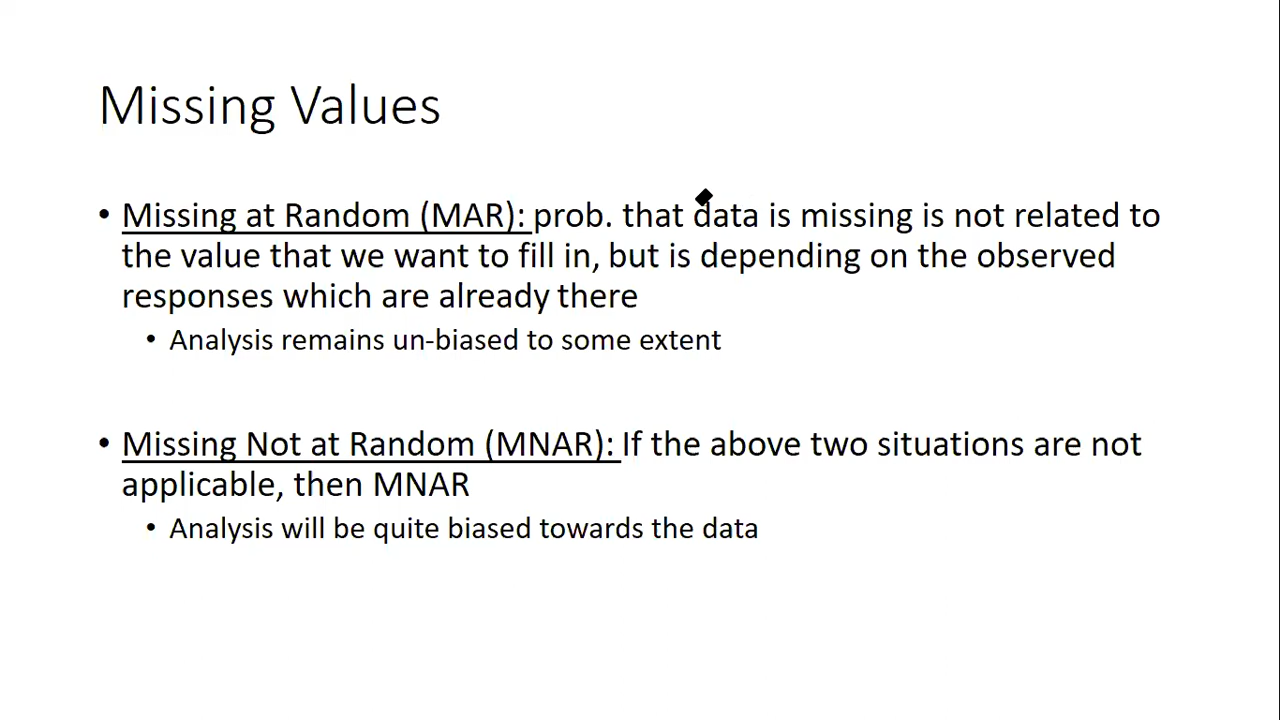 Missing Values
• Missing at Random (MAR): prob. that data is missing is not related to
the value that we want to fill in, but is depending on the observed
responses which are already there
• Analysis remains un-biased to some extent
• Missing Not at Random (MNAR): If the above two situations are not
applicable, then MNAR
• Analysis will be quite biased towards the data